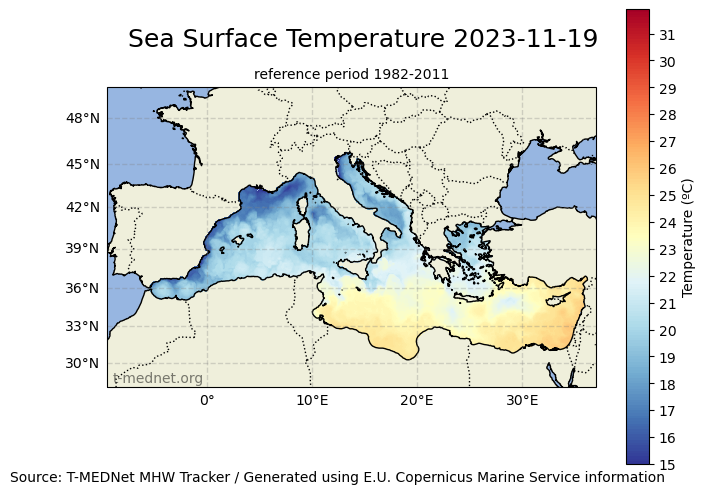 Sea Surface Temperature 2023-11-19
reference period 1982-2011
48°N
45°N
42°N
39°N
36°N
33°N
30°N
0°
10°E
20°E
30°E
t-mednet.org
31
30
29
28
27
26
25
24
23
22
21
20
19
18
17
16
15
Temperature (ºC)
Source: T-MEDNet MHW Tracker / Generated using E.U. Copernicus Marine Service information